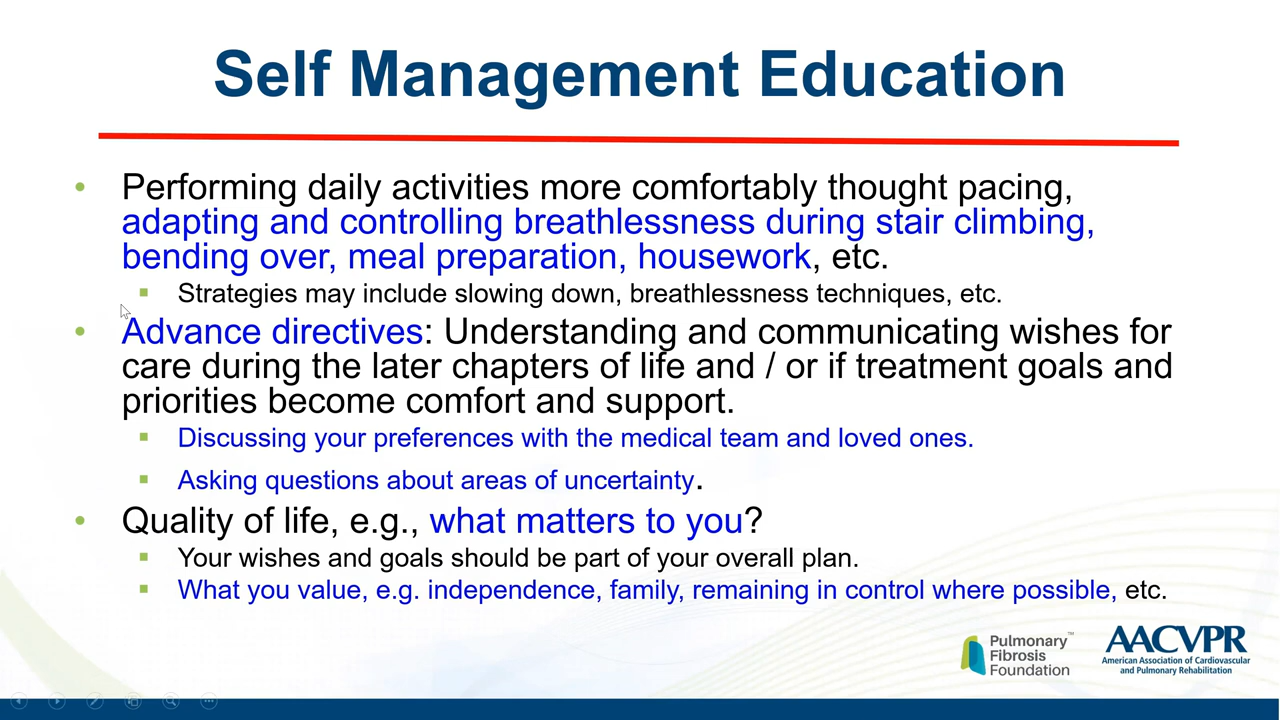 Self Management Education
• Performing daily activities more comfortably thought pacing,
adapting and controlling breathlessness during stair climbing,
bending over, meal preparation, housework, etc.
▪ Strategies may include slowing down, breathlessness techniques, etc.
• Advance directives: Understanding and communicating wishes for
care during the later chapters of life and / or if treatment goals and
priorities become comfort and support.
▪ Discussing your preferences with the medical team and loved ones.
▪ Asking questions about areas of uncertainty.
• Quality of life, e.g., what matters to you?
▪ Your wishes and goals should be part of your overall plan.
▪ What you value, e.g. independence, family, remaining in control where possible, etc.
Pulmonary™
Fibrosis
Foundation
AACVPR
American Association of Cardiovascular
and Pulmonary Rehabilitation